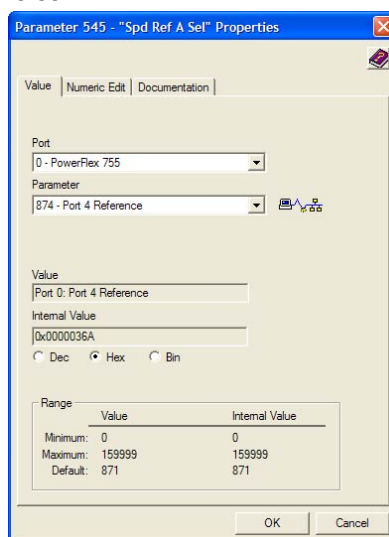 Parameter 545 - "Spd Ref A Sel" Properties
Value Numeric Edit Documentation
Port
0 - PowerFlex 755
Parameter
874 - Port 4 Reference
Value
Port 0: Port 4 Reference
Internal Value
0x0000036A
Dec Hex Bin
Range
Value Internal Value
Minimum: 0 0
Maximum: 159999 159999
Default: 871 871
OK Cancel